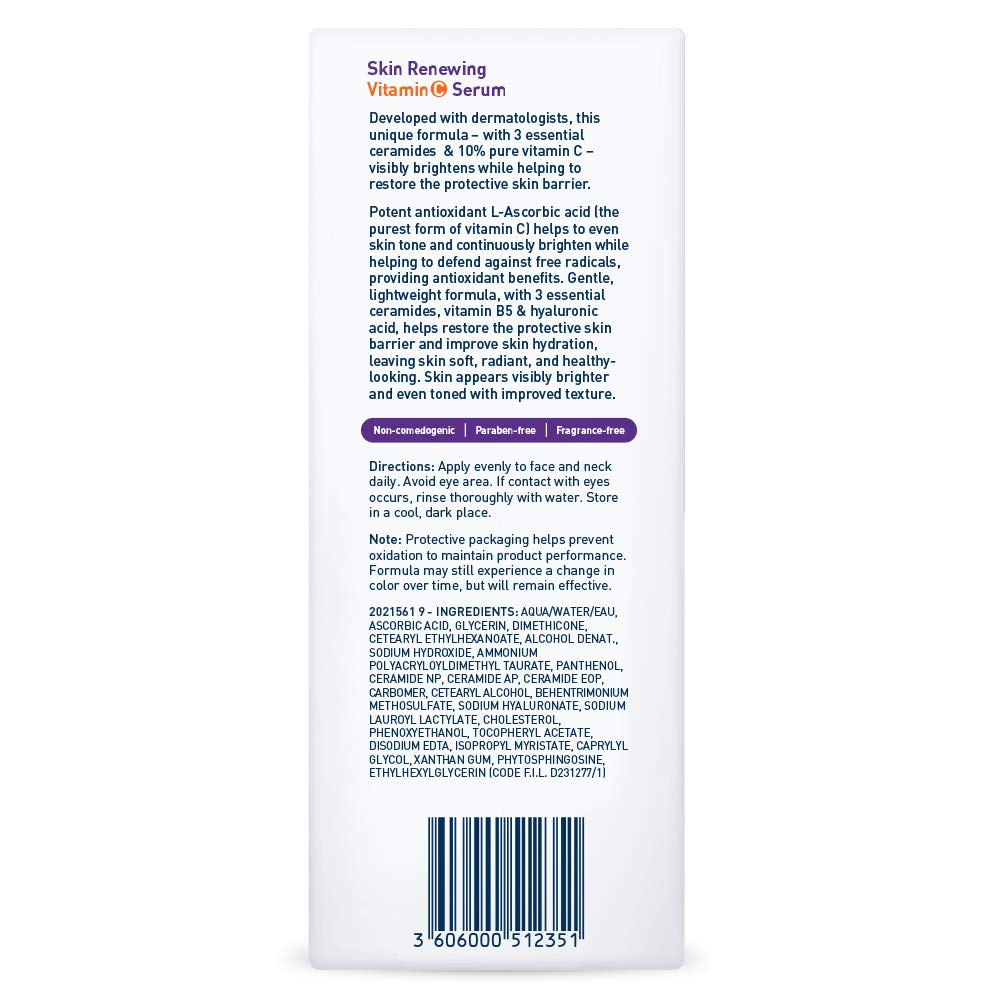 Skin Renewing
Vitamin C Serum
Developed with dermatologists, this
unique formula – with 3 essential
ceramides & 10% pure vitamin C –
visibly brightens while helping to
restore the protective skin barrier.
Potent antioxidant L-Ascorbic acid (the
purest form of vitamin C) helps to even
skin tone and continuously brighten while
helping to defend against free radicals,
providing antioxidant benefits. Gentle,
lightweight formula, with 3 essential
ceramides, vitamin B5 & hyaluronic
acid, helps restore the protective skin
barrier and improve skin hydration,
leaving skin soft, radiant, and healthy-
looking. Skin appears visibly brighter
and even toned with improved texture.
Non-comedogenic | Paraben-free | Fragrance-free
Directions: Apply evenly to face and neck
daily. Avoid eye area. If contact with eyes
occurs, rinse thoroughly with water. Store
in a cool, dark place.
Note: Protective packaging helps prevent
oxidation to maintain product performance.
Formula may still experience a change in
color over time, but will remain effective.
2021561 9 - INGREDIENTS: AQUA/WATER/EAU,
ASCORBIC ACID, GLYCERIN, DIMETHICONE,
CETEARYL ETHYLHEXANOATE, ALCOHOL DENAT.,
SODIUM HYDROXIDE, AMMONIUM
POLYACRYLOYLDIMETHYL TAURATE, PANTHENOL,
CERAMIDE NP, CERAMIDE AP, CERAMIDE EOP,
CARBOMER, CETEARYL ALCOHOL, BEHENTRIMONIUM
METHOSULFATE, SODIUM HYALURONATE, SODIUM
LAUROYL LACTYLATE, CHOLESTEROL,
PHENOXYETHANOL, TOCOPHERYL ACETATE,
DISODIUM EDTA, ISOPROPYL MYRISTATE, CAPRYLYL
GLYCOL, XANTHAN GUM, PHYTOSPHINGOSINE,
ETHYLHEXYLGLYCERIN (CODE F.I.L. D231277/1)
3 606000 512351